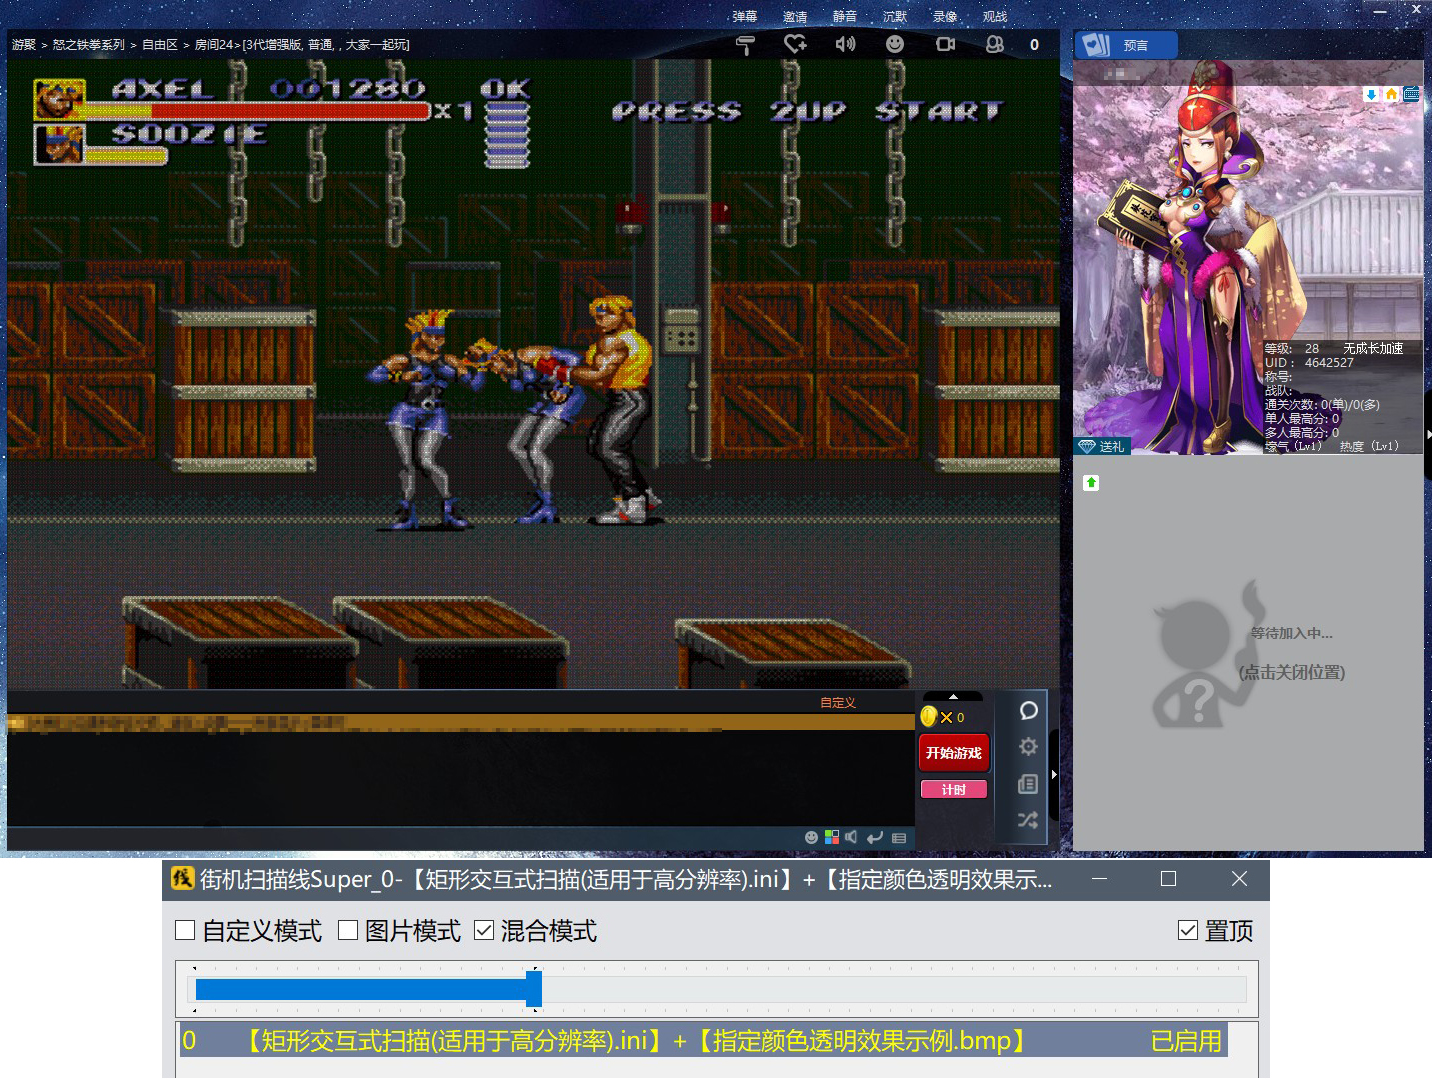 弹幕 邀请 静音 沉默 录像 观战
游聚 > 怒之铁拳系列 > 自由区 > 房间24>[3代增强版, 普通, , 大家一起玩]
0
预言
AXEL 001280 OK
x1
PRESS 2UP START
SOOZIE
等级: 28 无成长加速
UID : 4642527
称号:
战队:
通关次数: 0(单)/0(多)
单人最高分: 0
多人最高分: 0
豪气 (Lv1) 热度 (Lv1)
送礼
等待加入中...
(点击关闭位置)
?
自定义
× 0
开始游戏
计时
线 街机扫描线Super_0-【矩形交互式扫描(适用于高分辨率).ini】+【指定颜色透明效果示...
自定义模式 图片模式 混合模式 置顶
0 【矩形交互式扫描(适用于高分辨率).ini】+【指定颜色透明效果示例.bmp】 已启用